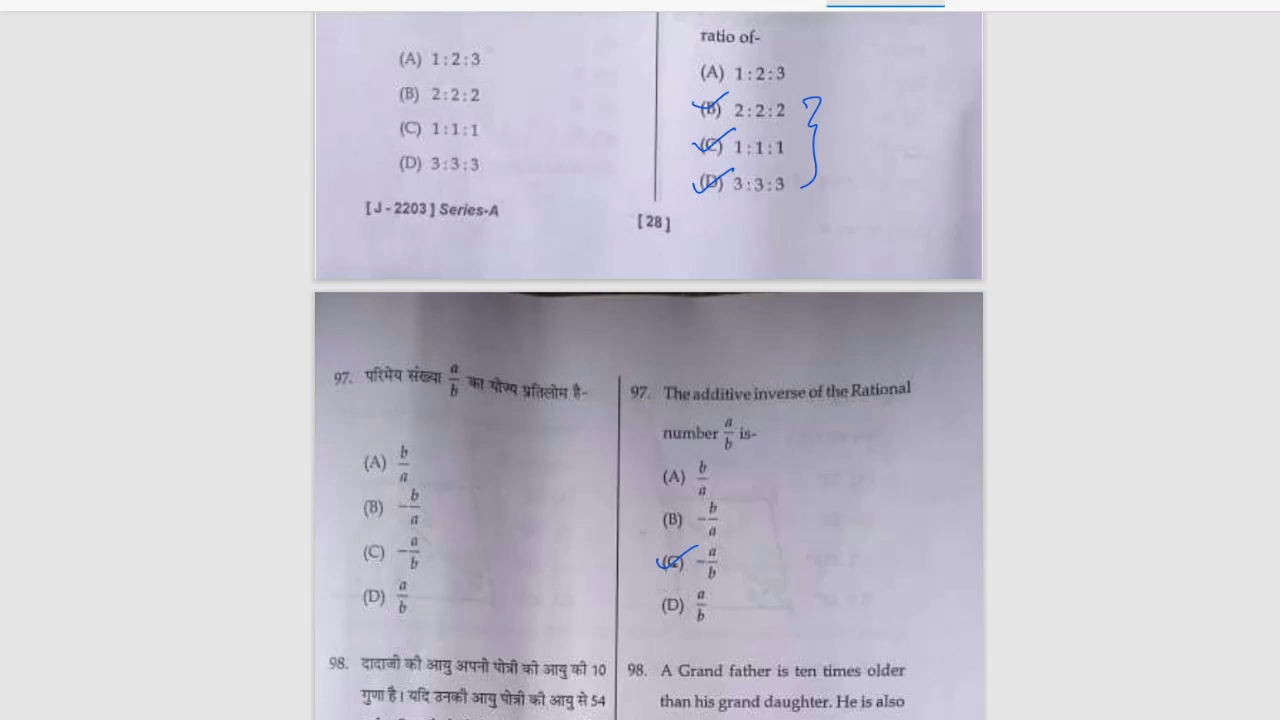 (A) 1 : 2 : 3
(B) 2 : 2 : 2
(C) 1 : 1 : 1
(D) 3 : 3 : 3
ratio of-
(A) 1 : 2 : 3
(B) 2 : 2 : 2
(C) 1 : 1 : 1
(D) 3 : 3 : 3
[ J - 2203 ] Series-A
[ 28 ]
97. परिमेय संख्या a/b का योज्य प्रतिलोम है-
(A) b/a
(B) -b/a
(C) -a/b
(D) a/b
97. The additive inverse of the Rational
number a/b is-
(A) b/a
(B) -b/a
(C) -a/b
(D) a/b
98. दादाजी की आयु अपनी पोत्री की आयु की 10
गुणा है। यदि उनकी आयु पोत्री की आयु से 54
98. A Grand father is ten times older
than his grand daughter. He is also